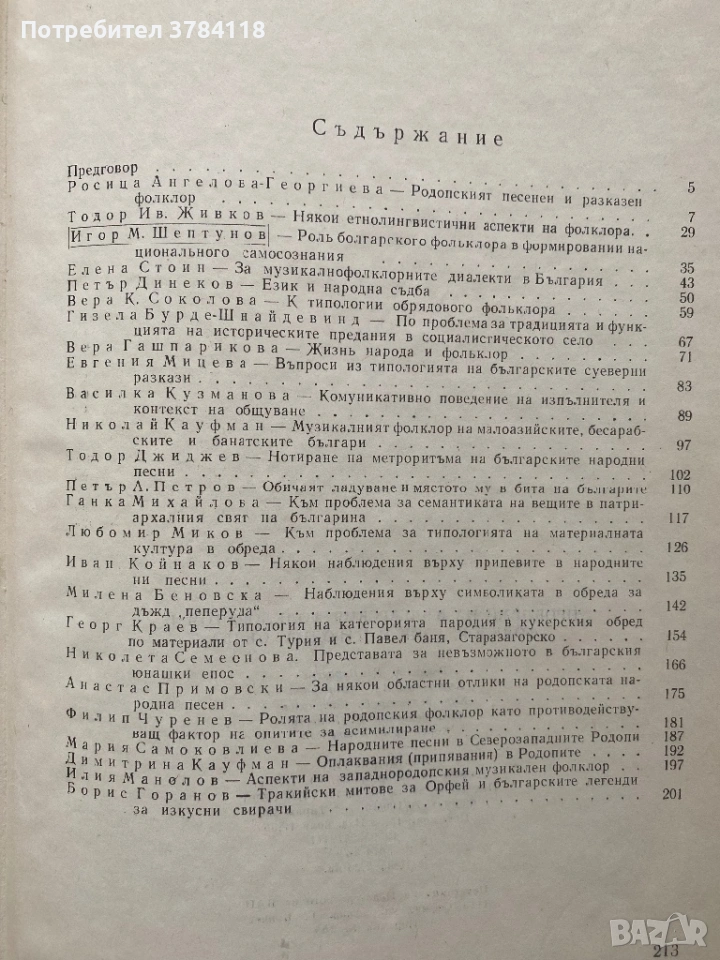 Потребител 3784118
Съдържание
Предговор . . . . . . . . . . 5
Росица Ангелова-Георгиева — Родопският песенен и разказен
фолклор . . . . . . . . . . 7
Тодор Ив. Живков — Някои етнолингвистични аспекти на фолклора. . 29
Игор М. Шептунов — Роль болгарского фольклора в формировании на-
ционального самосознания . . . . . . . . . . 35
Елена Стоин — За музикалнофолклорните диалекти в България . . . 43
Петър Динеков — Език и народна съдба . . . . . . . . . . 50
Вера К. Соколова — К типологии обрядового фольклора . . . . . 59
Гизела Бурде-Шнайдевинд — По проблема за традицията и функ-
цията на историческите предания в социалистическото село . . 67
Вера Гашпарикова — Жизнь народа и фольклор . . . . . 71
Евгения Мицева — Въпроси из типологията на българските суеверни
разкази . . . . . . . . . . 83
Василка Кузманова — Комуникативно поведение на изпълнителя и
контекст на общуване . . . . . . . . . . 89
Николай Кауфман — Музикалният фолклор на малоазийските, бесараб-
ските и банатските българи . . . . . . . . . . 97
Тодор Джиджев — Нотиране на метроритъма на българските народни
песни . . . . . . . . . . 102
Петър Л. Петров — Обичаят ладуване и мястото му в бита на българите 110
Ганка Михайлова — Към проблема за семантиката на вещите в патри-
архалния свят на българина . . . . . . . . . . 117
Любомир Миков — Към проблема за типологията на материалната
култура в обреда . . . . . . . . . . 126
Иван Койнаков — Някои наблюдения върху припевите в народните
ни песни . . . . . . . . . . 135
Милена Беновска — Наблюдения върху символиката в обреда за
дъжд „пеперуда“ . . . . . . . . . . 142
Георг Краев — Типология на категорията пародия в кукерския обред
по материали от с. Турия и с. Павел баня, Старазагорско . . . 154
Николета Семеонова. Представата за невъзможното в българския
юнашки епос . . . . . . . . . . 166
Анастас Примовски — За някои областни отлики на родопската на-
родна песен . . . . . . . . . . 175
Филип Чуренев — Ролята на родопския фолклор като противодейству-
ващ фактор на опитите за асимилиране . . . . . 181
Мария Самоковлиева — Народните песни в Северозападните Родопи 187
Димитрина Кауфман — Оплаквания (припявания) в Родопите . . . . 192
Илия Манолов — Аспекти на западнородопския музикален фолклор . . 197
Борис Горанов — Тракийски митове за Орфей и българските легенди
за изкусни свирачи . . . . . . . . . . 201
213
BAZAR